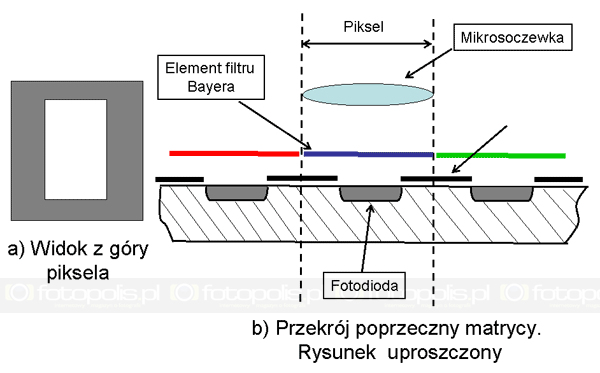 Piksel
Mikrosoczewka
Element filtru
Bayera
a) Widok z góry
piksela
Fotodioda
fotopolis.pl fotopolis.pl fotopolis.pl fotopolis.pl
b) Przekrój poprzeczny matrycy.
Rysunek uproszczony